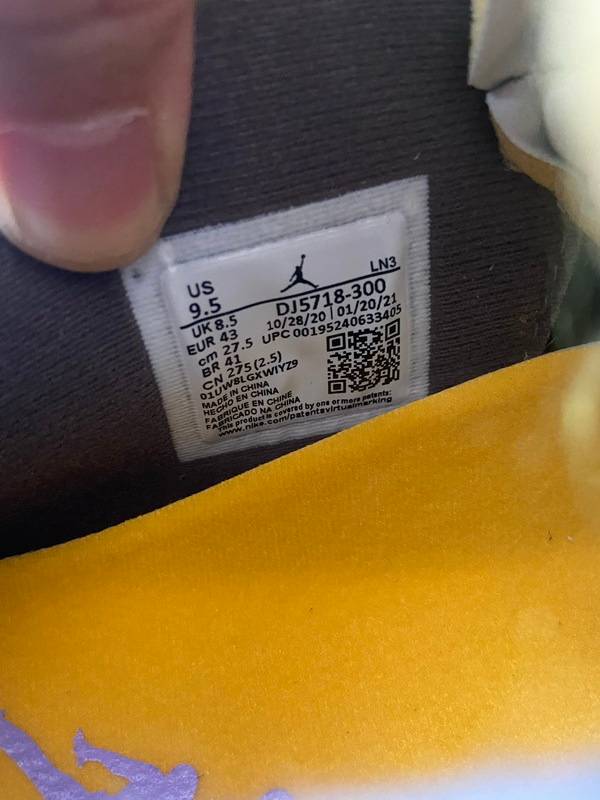 US
9.5
LN3
UK 8.5
DJ5718-300
EUR 43
10/28/20 | 01/20/21
cm 27.5
UPC 00195240633405
BR 41
CN 275 (2.5)
01UW8LGXWIYZ9
MADE IN CHINA
HECHO EN CHINA
FABRIQUE EN CHINE
FABRICADO NA CHINA
This product is covered by one or more patents:
www.nike.com/patentsvirtualmarking